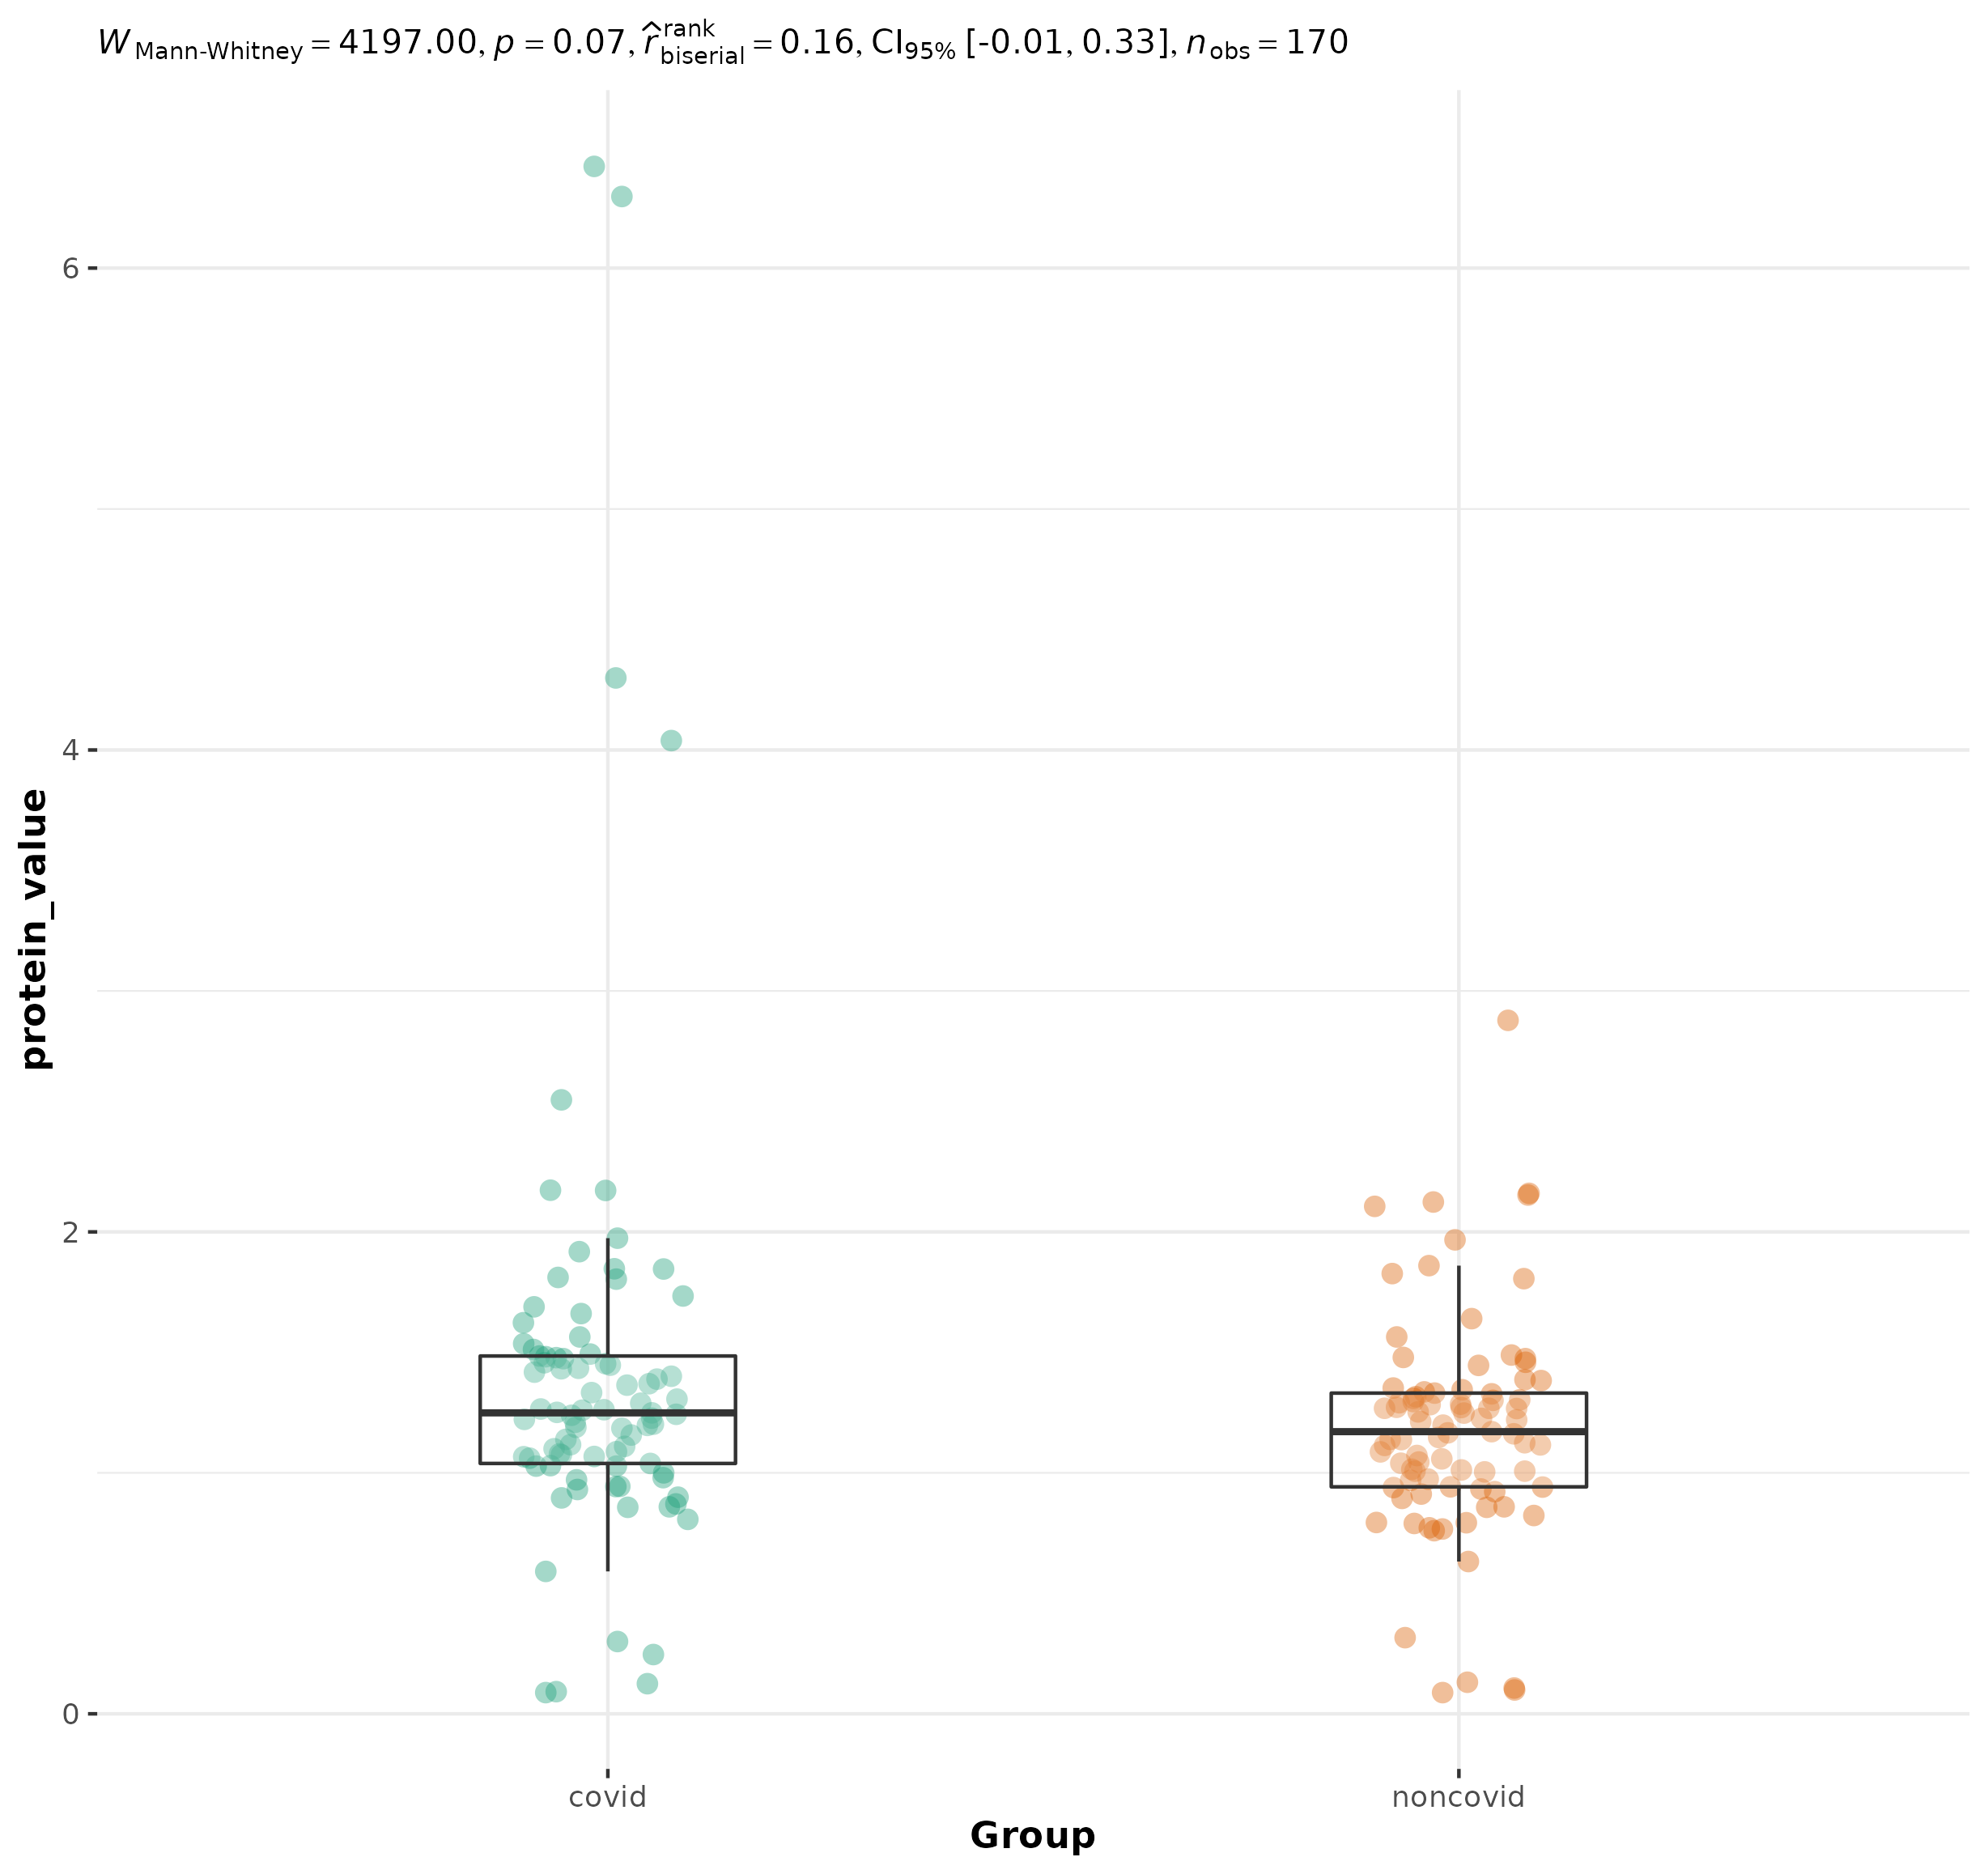 W Mann-Whitney = 4197.00, p = 0.07, r̂ rank biserial = 0.16, CI95% [-0.01, 0.33], nobs = 170
protein_value
6
4
2
0
covid noncovid
Group